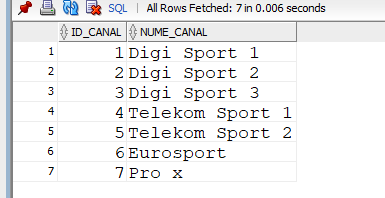 SQL | All Rows Fetched: 7 in 0.006 seconds
ID_CANAL NUME_CANAL
1 1 Digi Sport 1
2 2 Digi Sport 2
3 3 Digi Sport 3
4 4 Telekom Sport 1
5 5 Telekom Sport 2
6 6 Eurosport
7 7 Pro x